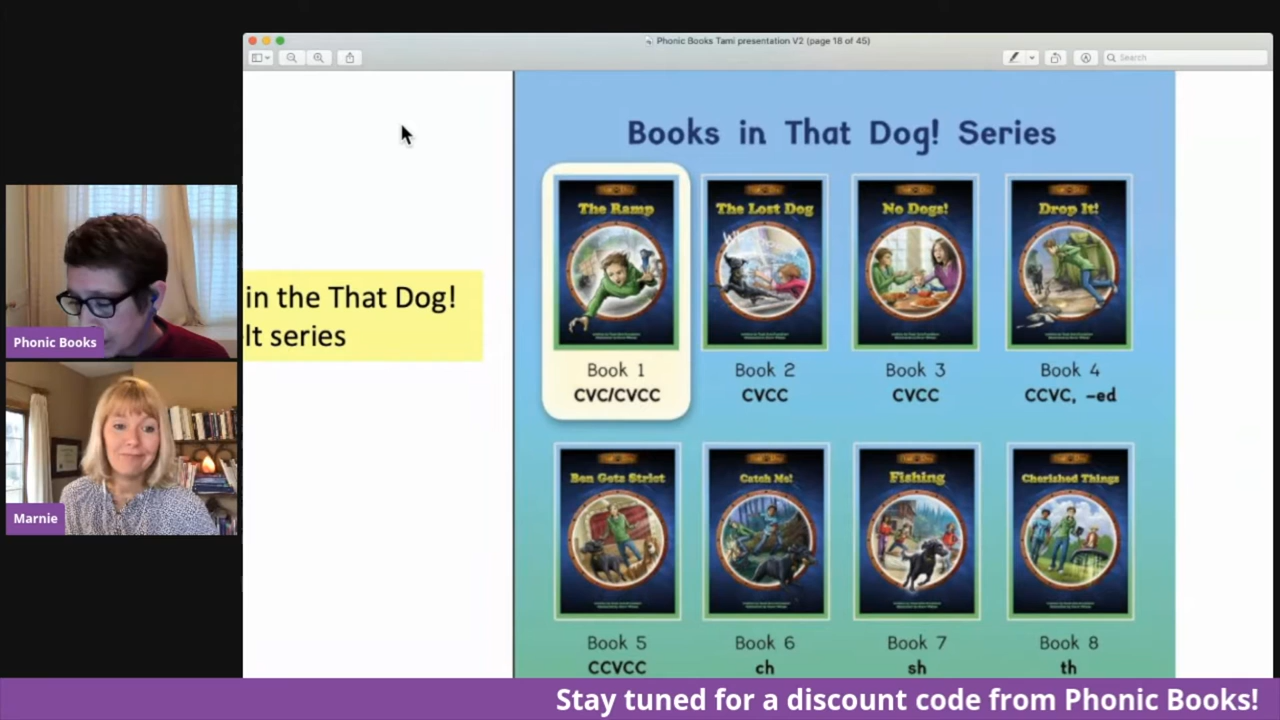 Phonic Books Tami presentation V2 (page 18 of 45)
Search
Books in That Dog! Series
in the That Dog!
It series
The Ramp
The Lost Dog
No Dogs!
Drop It!
Book 1
Book 2
Book 3
Book 4
CVC/CVCC
CVCC
CVCC
CCVC, -ed
Ben Gets Strict
Catch Me!
Fishing
Cherished Things
Book 5
Book 6
Book 7
Book 8
CCVCC
ch
sh
th
Phonic Books
Marnie
Stay tuned for a discount code from Phonic Books!